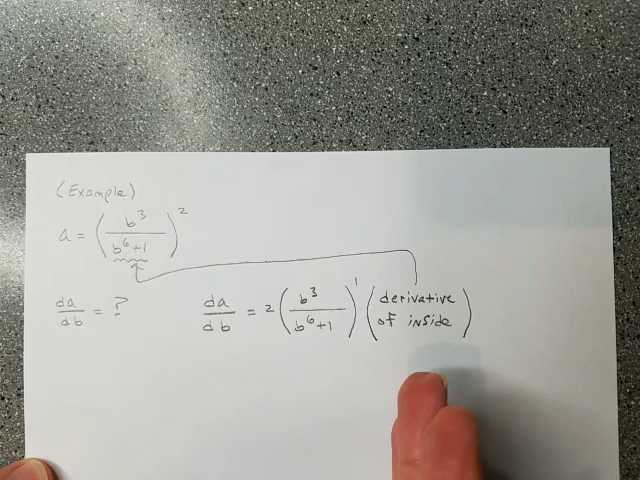 (Example)
a = (b³/(b⁶+1))²
da/db = ?
da/db = 2 (b³/(b⁶+1))¹ (derivative of inside)